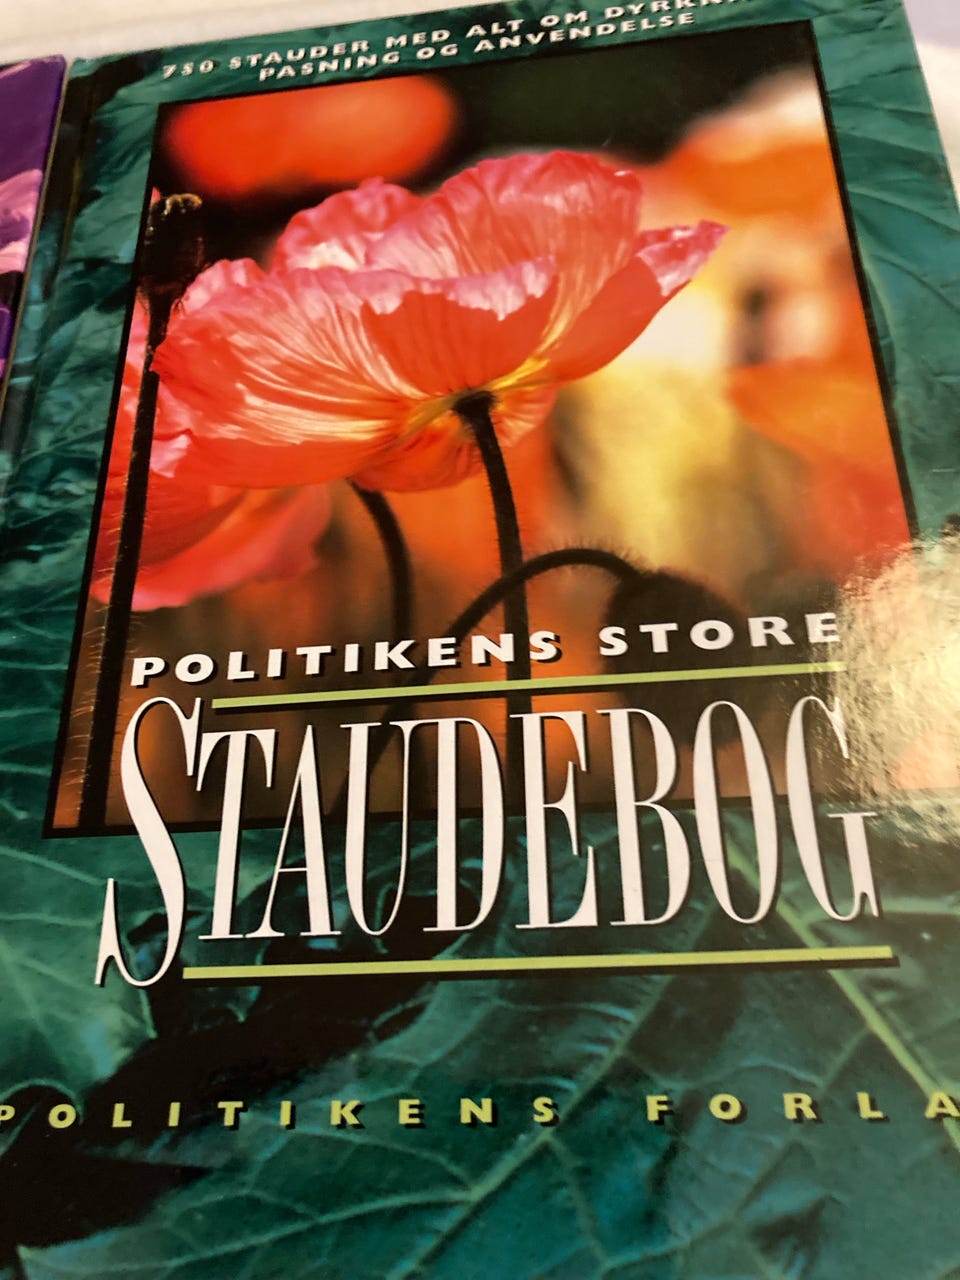 750 STAUDER MED ALT OM
PASNING OG ANVENDELSE
POLITIKENS STORE
STAUDEBOG
POLITIKENS